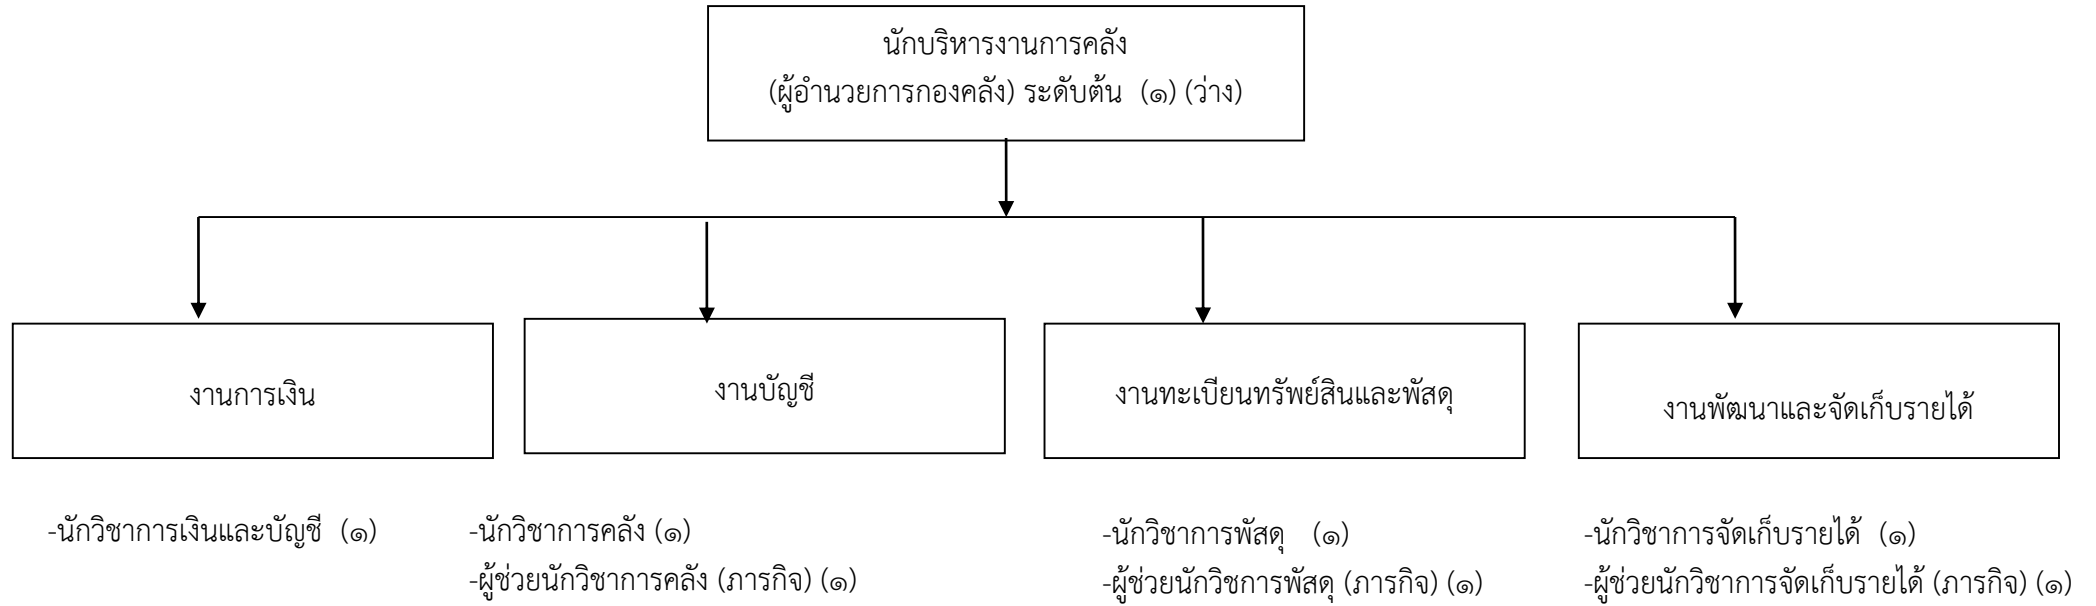 นักบริหารงานการคลัง
(ผู้อำนวยการกองคลัง) ระดับต้น (๑) (ว่าง)
งานการเงิน
งานบัญชี
งานทะเบียนทรัพย์สินและพัสดุ
งานพัฒนาและจัดเก็บรายได้
-นักวิชาการเงินและบัญชี (๑)
-นักวิชาการคลัง (๑)
-ผู้ช่วยนักวิชาการคลัง (ภารกิจ) (๑)
-นักวิชาการพัสดุ (๑)
-ผู้ช่วยนักวิชการพัสดุ (ภารกิจ) (๑)
-นักวิชาการจัดเก็บรายได้ (๑)
-ผู้ช่วยนักวิชาการจัดเก็บรายได้ (ภารกิจ) (๑)